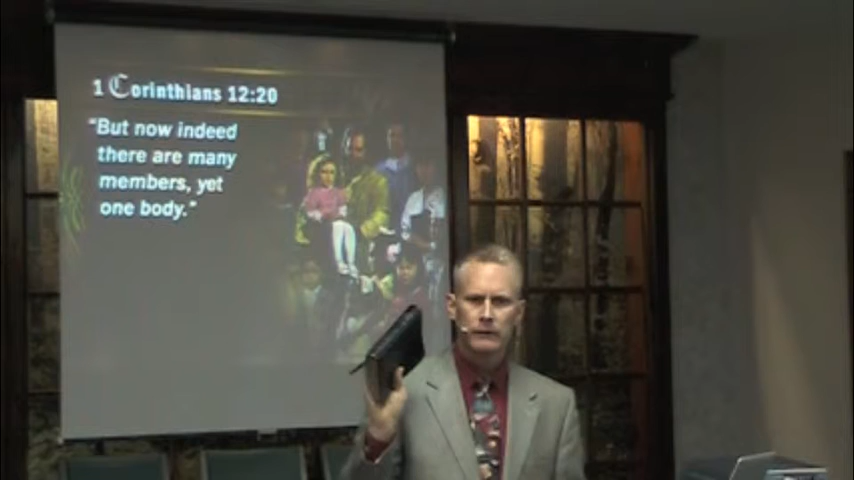 1 Corinthians 12:20
"But now indeed
there are many
members, yet
one body."